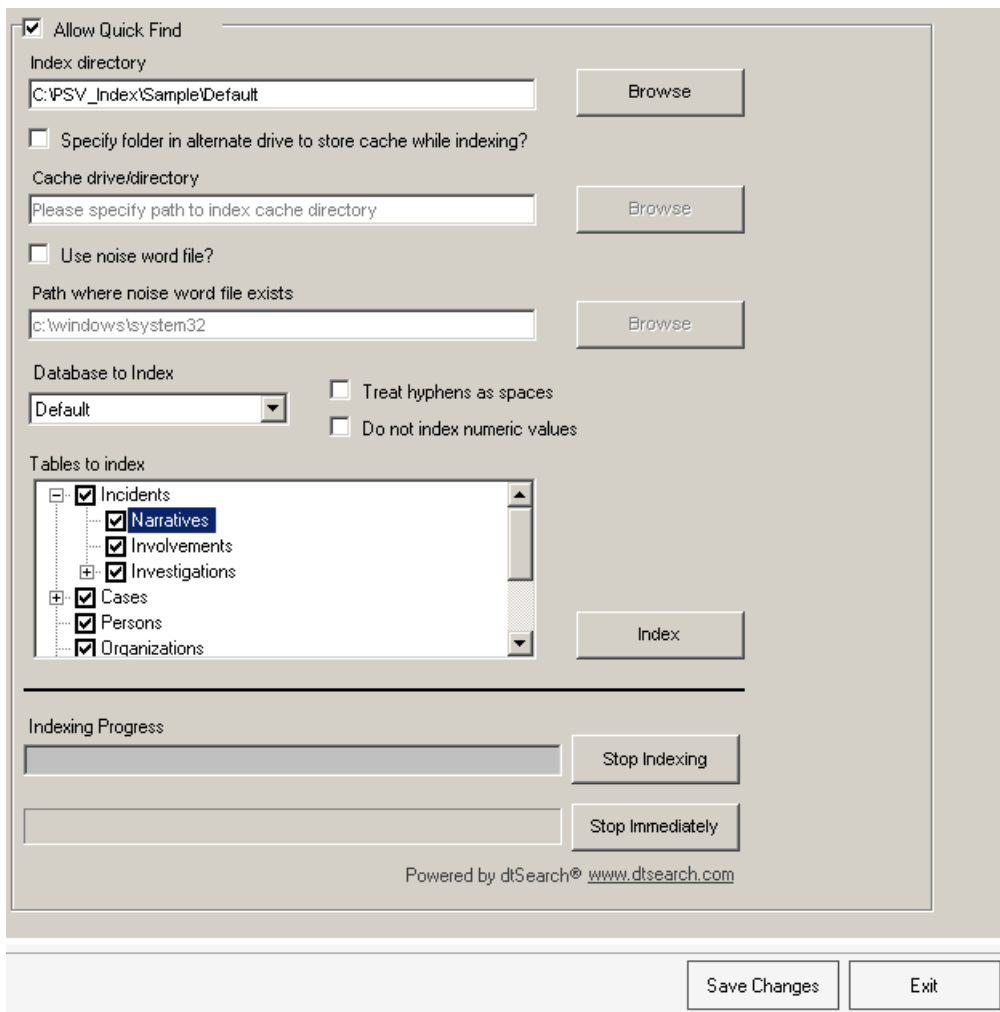 Allow Quick Find
Index directory
C:\PSV_Index\Sample\Default
Browse
Specify folder in alternate drive to store cache while indexing?
Cache drive/directory
Please specify path to index cache directory
Browse
Use noise word file?
Path where noise word file exists
c:\windows\system32
Browse
Database to Index
Default
Treat hyphens as spaces
Do not index numeric values
Tables to index
Incidents
Narratives
Involvements
Investigations
Cases
Persons
Organizations
Index
Indexing Progress
Stop Indexing
Stop Immediately
Powered by dtSearch® www.dtsearch.com
Save Changes
Exit